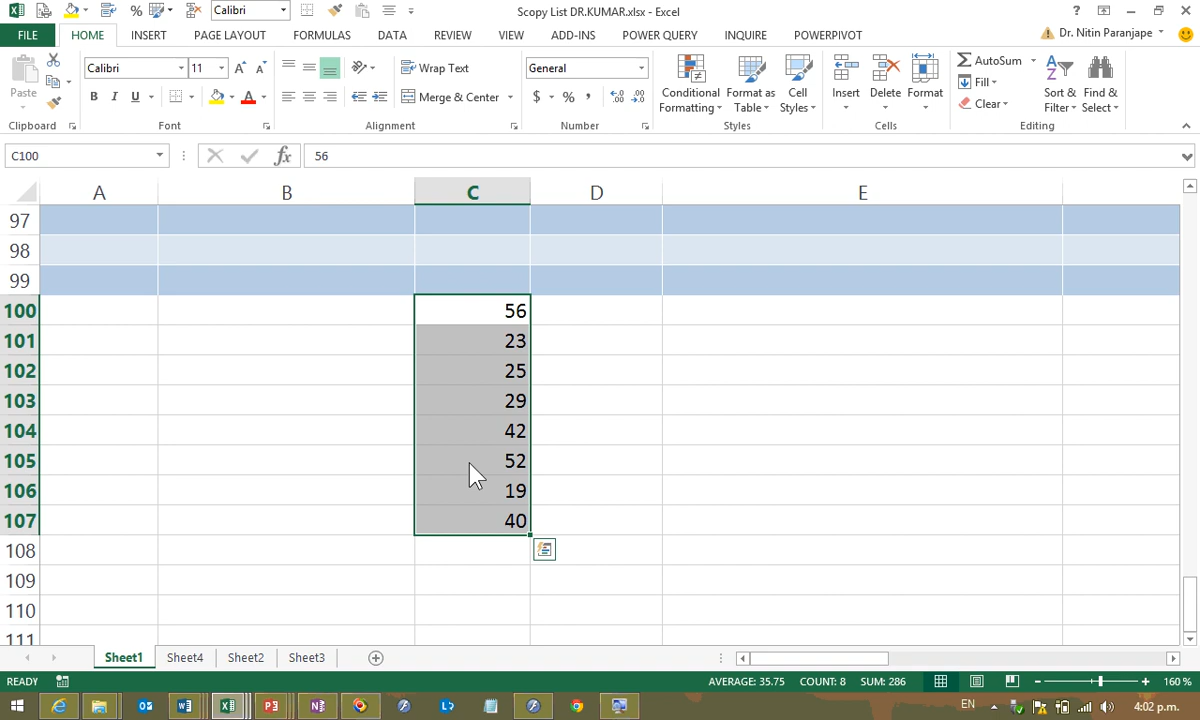 Calibri
Scopy List DR.KUMAR.xlsx - Excel
?
FILE HOME INSERT PAGE LAYOUT FORMULAS DATA REVIEW VIEW ADD-INS POWER QUERY INQUIRE POWERPIVOT Dr. Nitin Paranjape
Paste
Calibri 11
B I U
Wrap Text
Merge & Center
General
$ % ,
Conditional Formatting
Format as Table
Cell Styles
Insert
Delete
Format
AutoSum
Fill
Clear
Sort & Filter
Find & Select
Clipboard Font Alignment Number Styles Cells Editing
C100 fx 56
A B C D E
97
98
99
100 56
101 23
102 25
103 29
104 42
105 52
106 19
107 40
108
109
110
111
Sheet1 Sheet4 Sheet2 Sheet3
READY AVERAGE: 35.75 COUNT: 8 SUM: 286 160 %
EN 4:02 p.m.